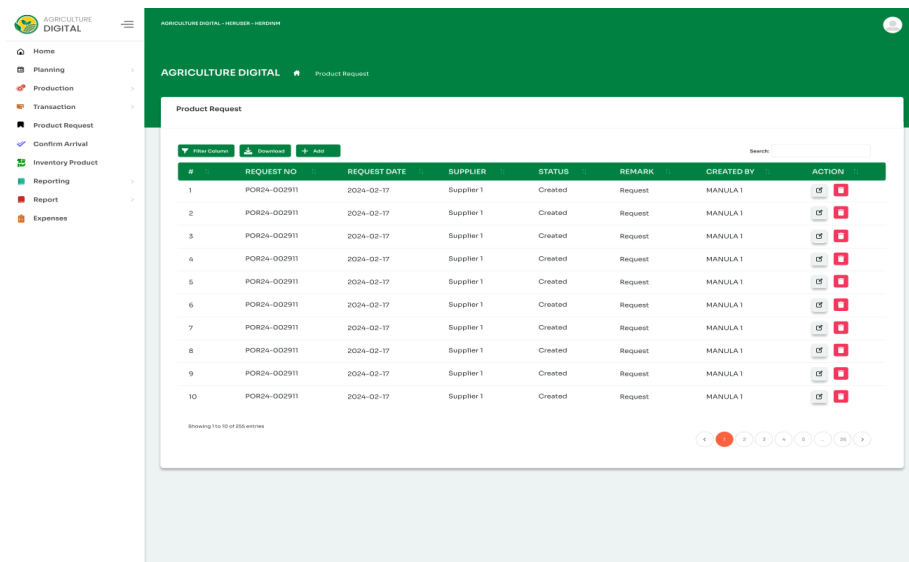 AGRICULTURE
DIGITAL
Home
Planning
Production
Transaction
Product Request
Confirm Arrival
Inventory Product
Reporting
Report
Expenses
AGRICULTURE DIGITAL - HERUSER - HERDINM
AGRICULTURE DIGITAL Product Request
Product Request
Filter Column Download + Add Search:
# REQUEST NO REQUEST DATE SUPPLIER STATUS REMARK CREATED BY ACTION
1 POR24-002911 2024-02-17 Supplier 1 Created Request MANULA 1
2 POR24-002911 2024-02-17 Supplier 1 Created Request MANULA 1
3 POR24-002911 2024-02-17 Supplier 1 Created Request MANULA 1
4 POR24-002911 2024-02-17 Supplier 1 Created Request MANULA 1
5 POR24-002911 2024-02-17 Supplier 1 Created Request MANULA 1
6 POR24-002911 2024-02-17 Supplier 1 Created Request MANULA 1
7 POR24-002911 2024-02-17 Supplier 1 Created Request MANULA 1
8 POR24-002911 2024-02-17 Supplier 1 Created Request MANULA 1
9 POR24-002911 2024-02-17 Supplier 1 Created Request MANULA 1
10 POR24-002911 2024-02-17 Supplier 1 Created Request MANULA 1
Showing 1 to 10 of 256 entries
< 1 2 3 4 5 ... 26 >